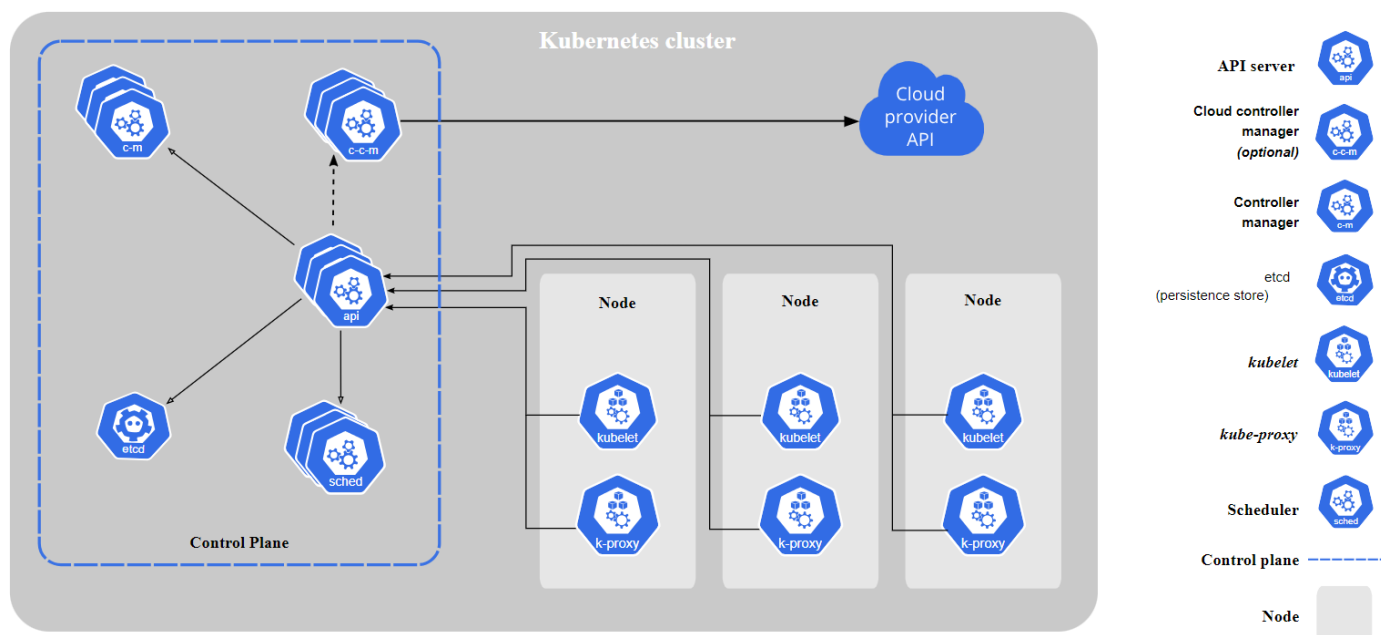 Kubernetes cluster
c-m
c-c-m
Cloud
provider
API
api
etcd
sched
Control Plane
Node
kubelet
k-proxy
Node
kubelet
k-proxy
Node
kubelet
k-proxy
API server
api
Cloud controller
manager
(optional)
c-c-m
Controller
manager
c-m
etcd
(persistence store)
etcd
kubelet
kubelet
kube-proxy
k-proxy
Scheduler
sched
Control plane
Node